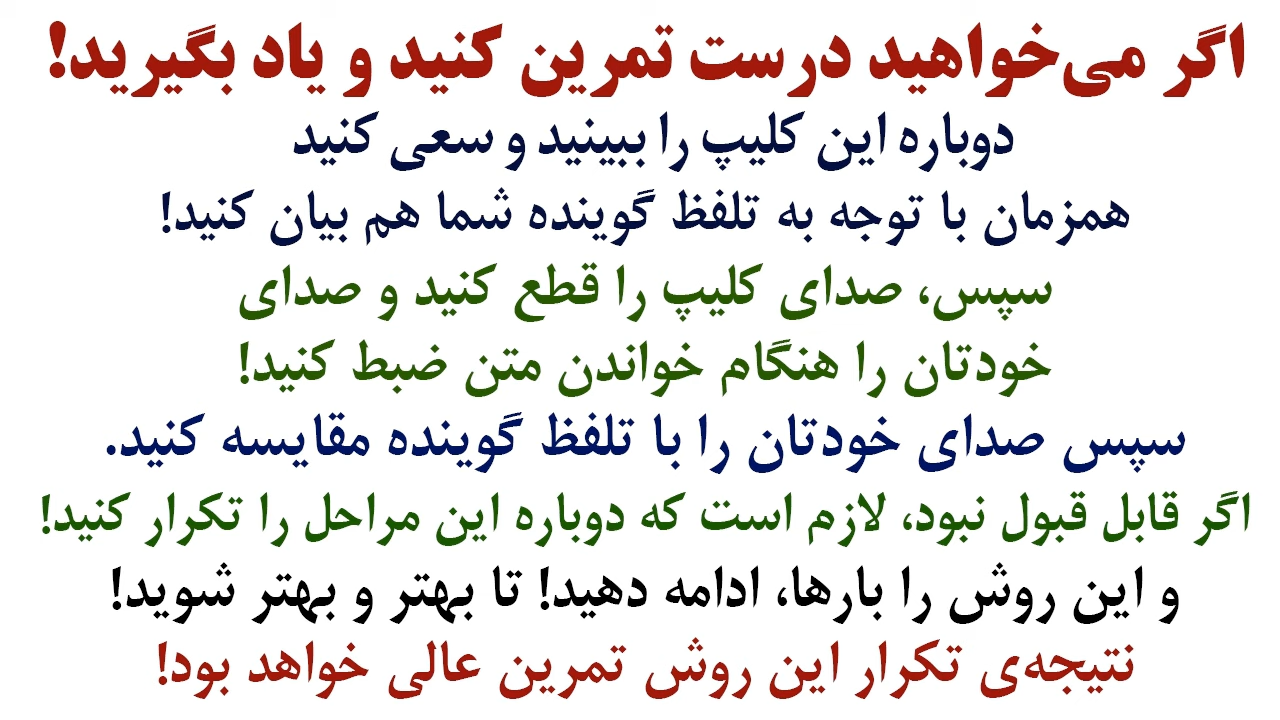 اگر می‌خواهید درست تمرین کنید و یاد بگیرید!
دوباره این کلیپ را ببینید و سعی کنید
همزمان با توجه به تلفظ گوینده شما هم بیان کنید!
سپس، صدای کلیپ را قطع کنید و صدای
خودتان را هنگام خواندن متن ضبط کنید!
سپس صدای خودتان را با تلفظ گوینده مقایسه کنید.
اگر قابل قبول نبود، لازم است که دوباره این مراحل را تکرار کنید!
و این روش را بارها، ادامه دهید! تا بهتر و بهتر شوید!
نتیجه‌ی تکرار این روش تمرین عالی خواهد بود!